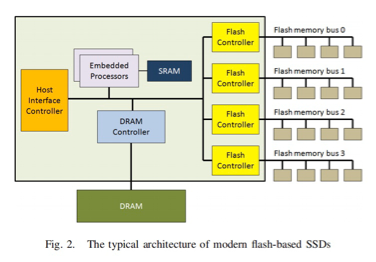 Host
Interface
Controller
Embedded
Processors
SRAM
DRAM
Controller
DRAM
Flash
Controller
Flash memory bus 0
Flash
Controller
Flash memory bus 1
Flash
Controller
Flash memory bus 2
Flash
Controller
Flash memory bus 3
Fig. 2. The typical architecture of modern flash-based SSDs